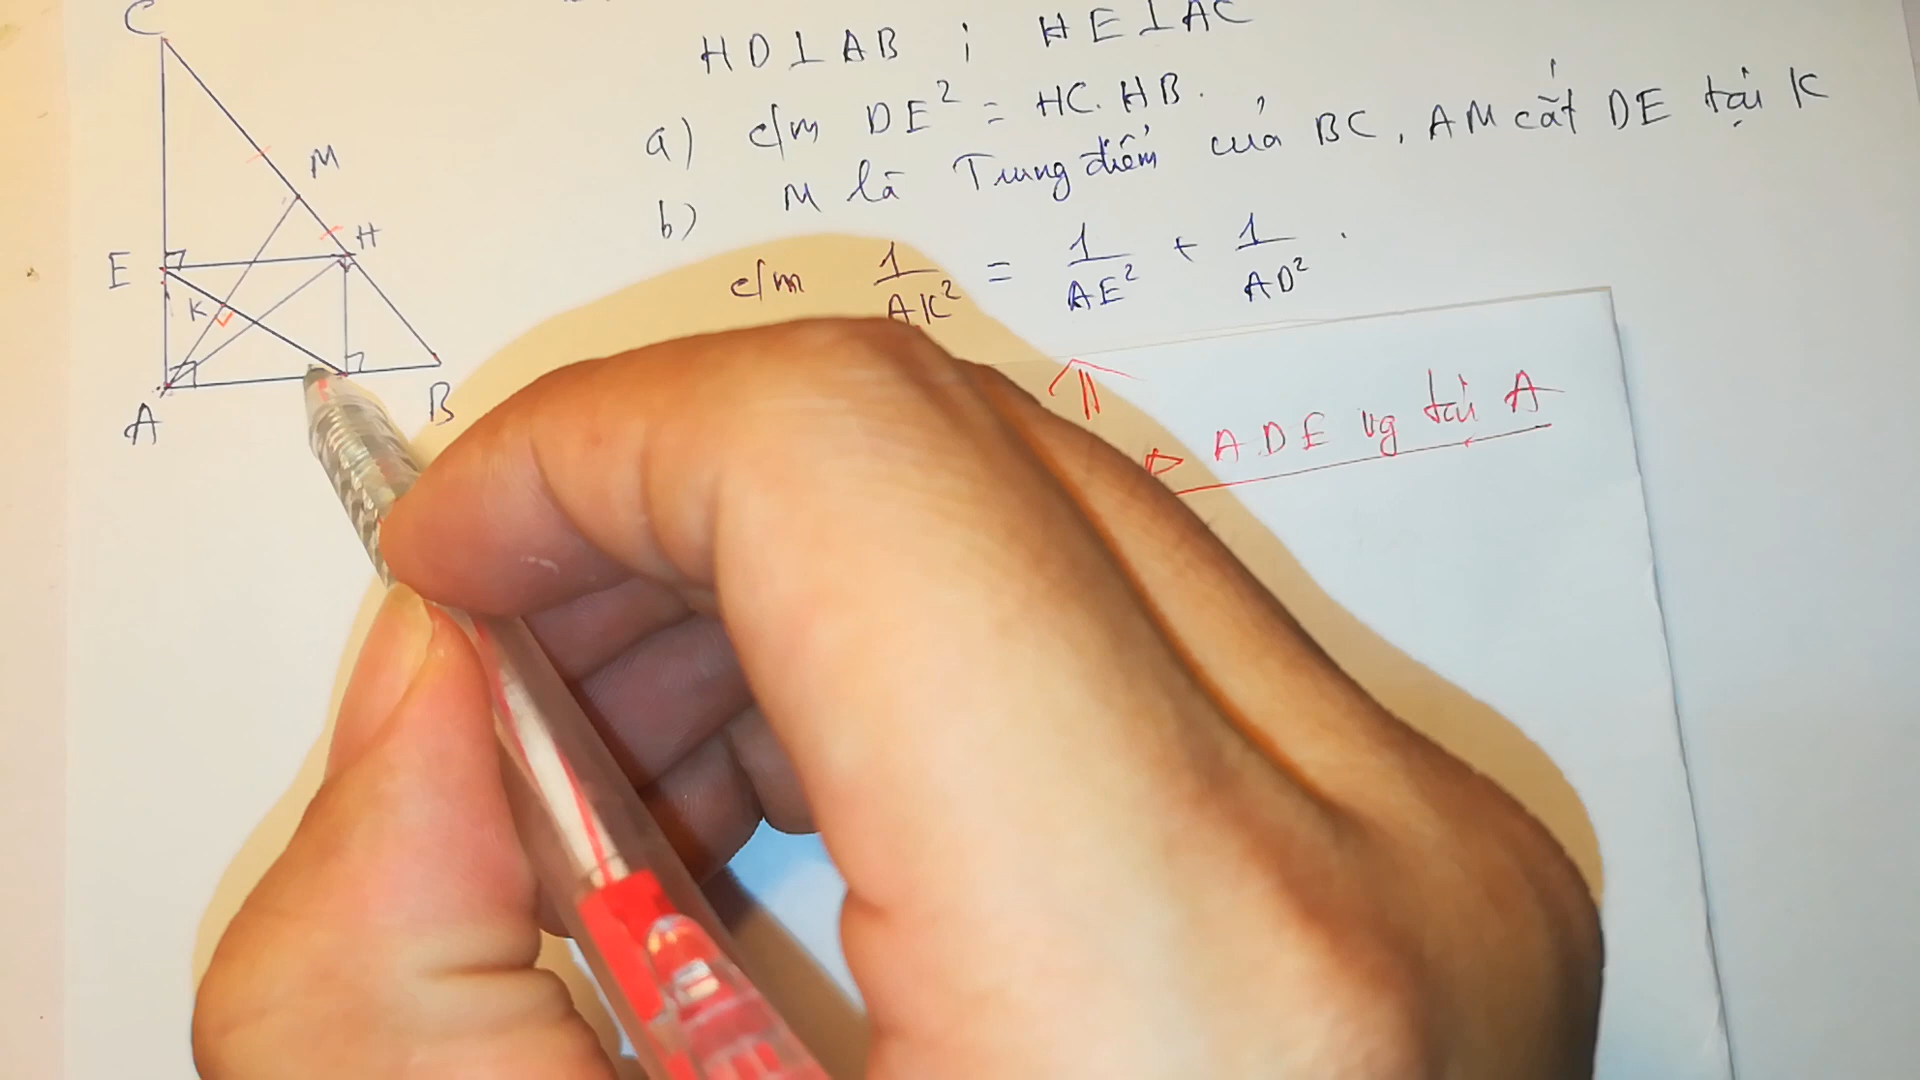 C
HD⊥AB ; HE⊥AC
a) c/m DE² = HC.HB.
b) M là Trung điểm của BC, AM cắt DE tại K
c/m 1/AK² = 1/AE² + 1/AD².
M
H
E
K
A
B
⇑
▷ ADE vg tại A